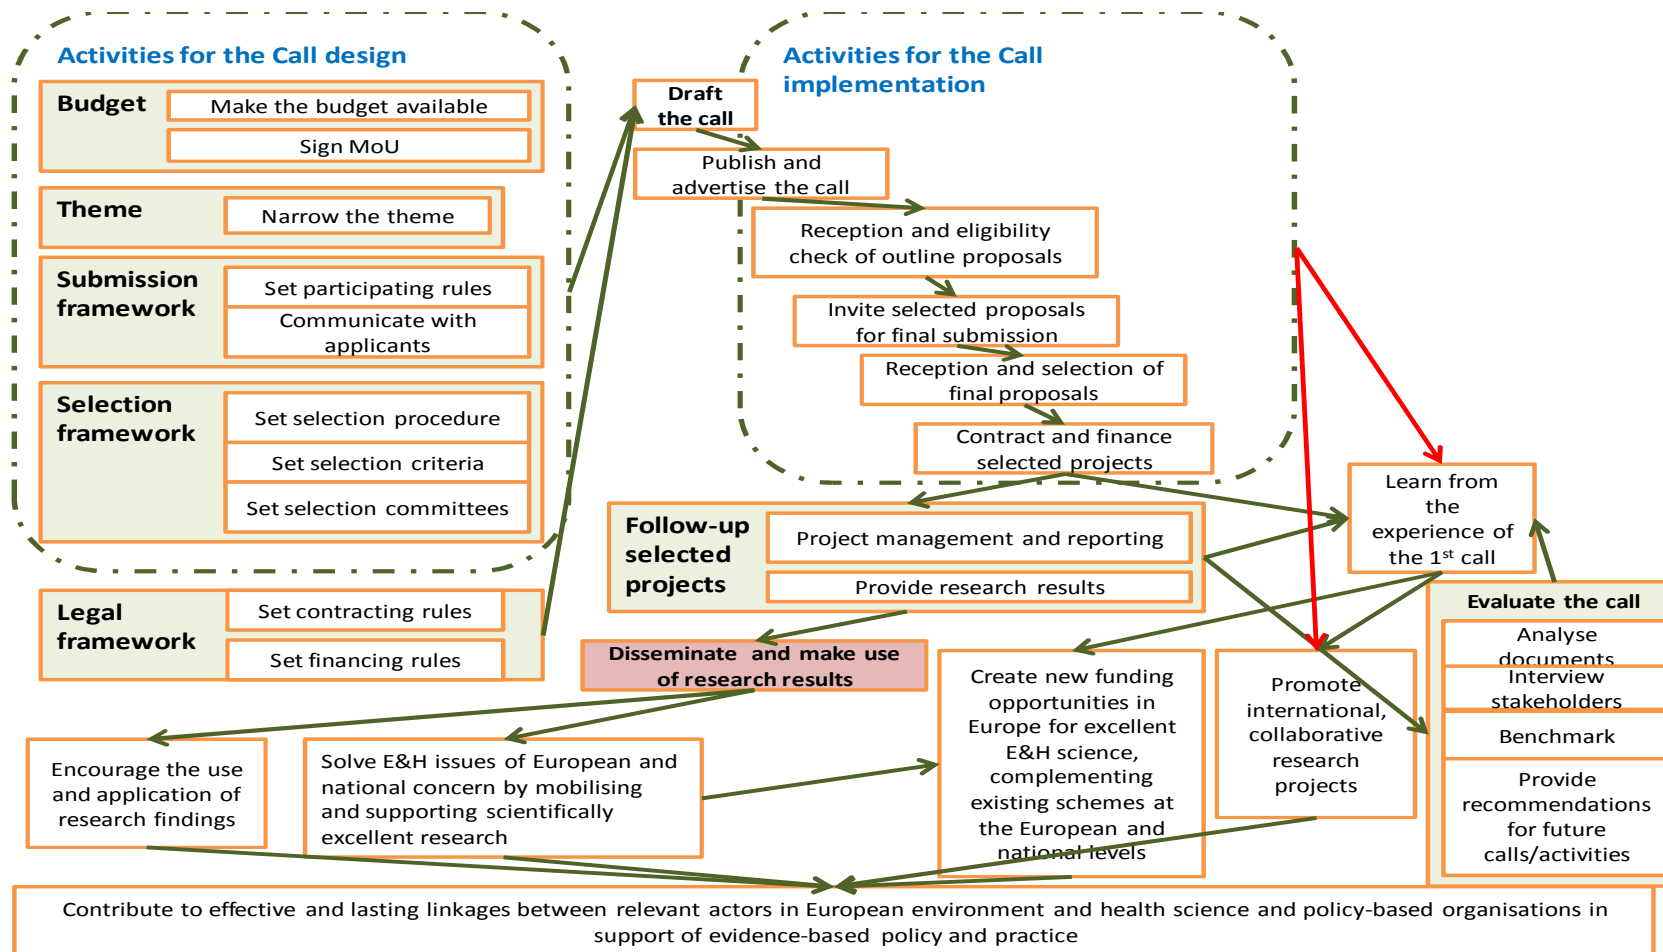 Activities for the Call design
Budget
Make the budget available
Sign MoU
Theme
Narrow the theme
Submission
framework
Set participating rules
Communicate with
applicants
Selection
framework
Set selection procedure
Set selection criteria
Set selection committees
Legal
framework
Set contracting rules
Set financing rules
Activities for the Call
implementation
Draft
the call
Publish and
advertise the call
Reception and eligibility
check of outline proposals
Invite selected proposals
for final submission
Reception and selection of
final proposals
Contract and finance
selected projects
Follow-up
selected
projects
Project management and reporting
Provide research results
Learn from
the
experience of
the 1st call
Evaluate the call
Analyse
documents
Interview
stakeholders
Benchmark
Provide
recommendations
for future
calls/activities
Disseminate and make use
of research results
Encourage the use
and application of
research findings
Solve E&H issues of European and
national concern by mobilising
and supporting scientifically
excellent research
Create new funding
opportunities in
Europe for excellent
E&H science,
complementing
existing schemes at
the European and
national levels
Promote
international,
collaborative
research
projects
Contribute to effective and lasting linkages between relevant actors in European environment and health science and policy-based organisations in
support of evidence-based policy and practice